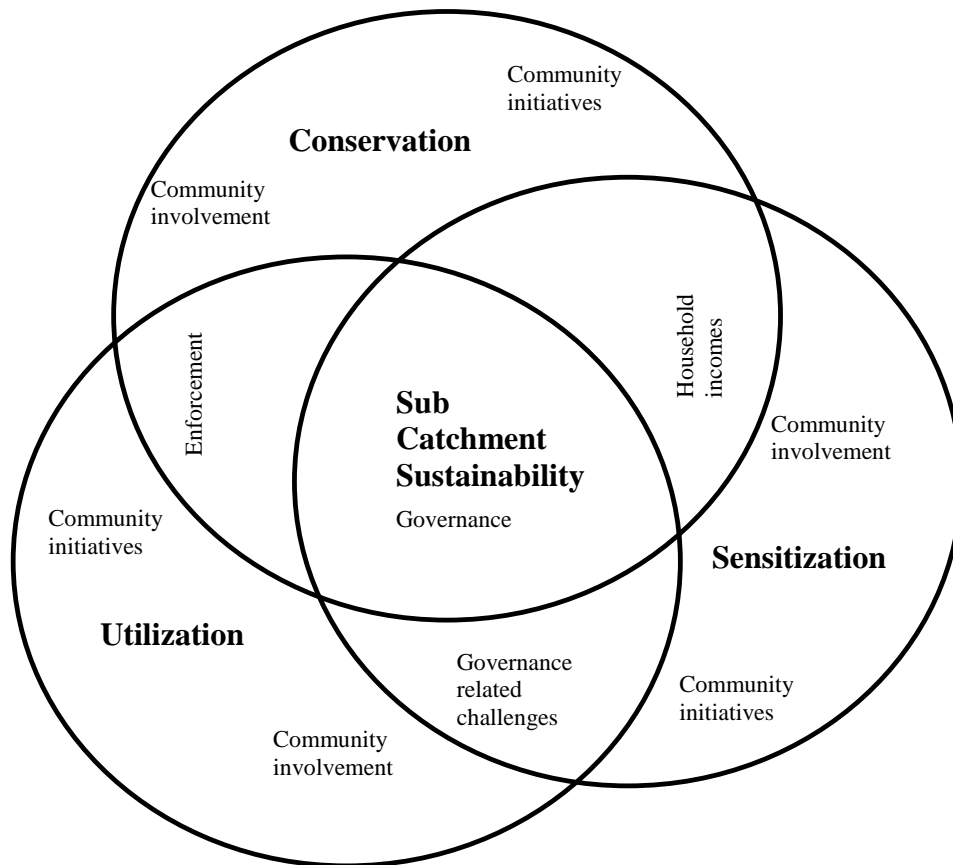 Community
initiatives
Conservation
Community
involvement
Household
incomes
Enforcement
Sub
Catchment
Sustainability
Governance
Community
involvement
Community
initiatives
Sensitization
Utilization
Governance
related
challenges
Community
initiatives
Community
involvement